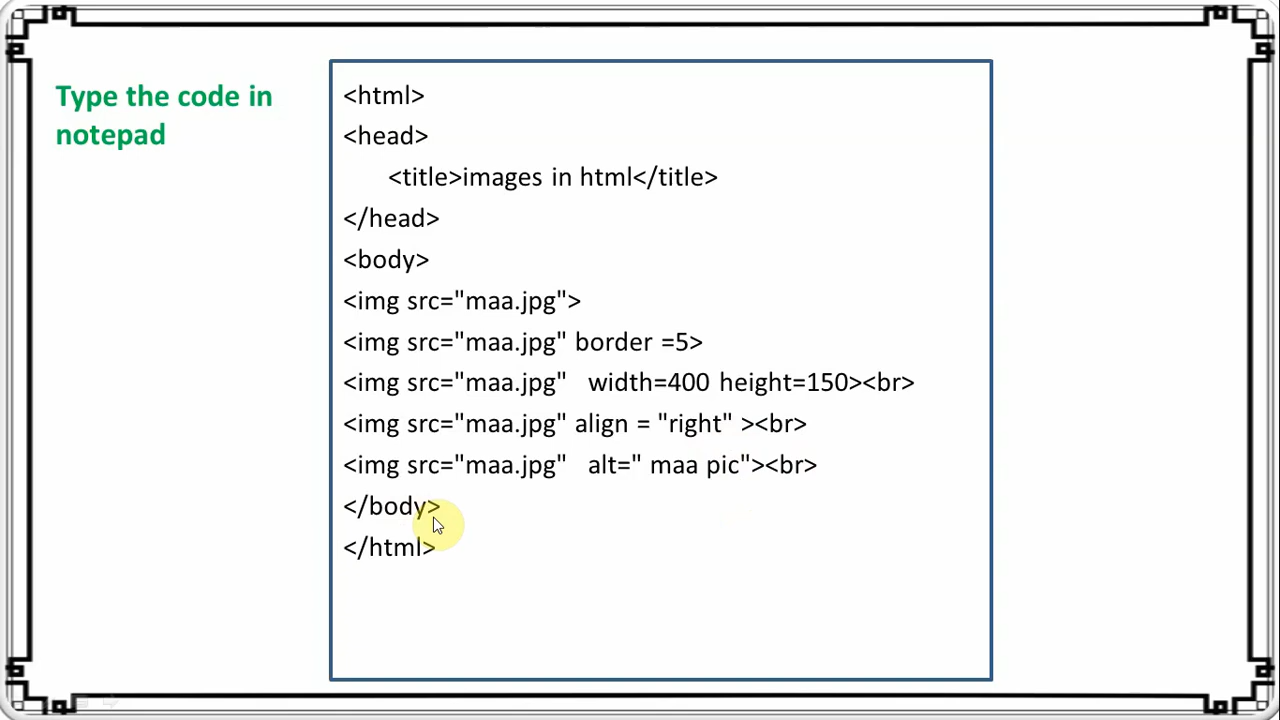 Type the code in
notepad
<html>
<head>
<title>images in html</title>
</head>
<body>
<img src="maa.jpg">
<img src="maa.jpg" border =5>
<img src="maa.jpg"   width=400 height=150><br>
<img src="maa.jpg" align = "right" ><br>
<img src="maa.jpg"   alt=" maa pic"><br>
</body>
</html>